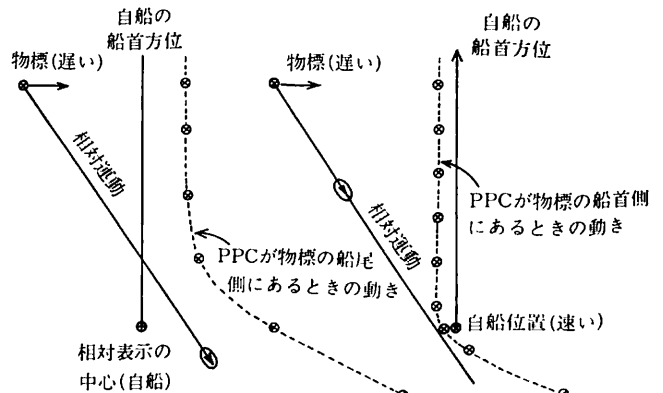 自船の
船首方位
物標(遅い)
相対運動
PPCが物標の船尾
側にあるときの動き
相対表示の
中心(自船)
自船の
船首方位
物標(遅い)
相対運動
PPCが物標の船首側
にあるときの動き
自船位置(速い)